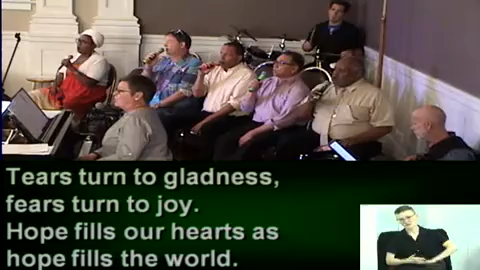 Tears turn to gladness,
fears turn to joy.
Hope fills our hearts as
hope fills the world.